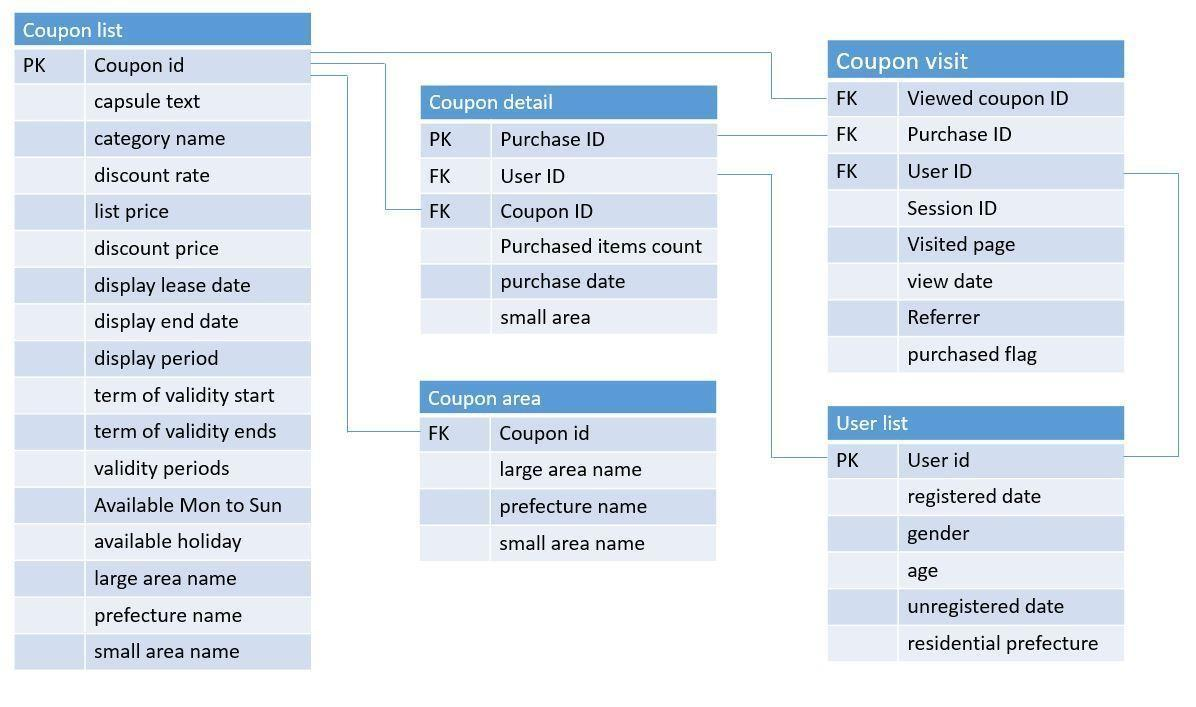 Coupon list
PK Coupon id
capsule text
category name
discount rate
list price
discount price
display lease date
display end date
display period
term of validity start
term of validity ends
validity periods
Available Mon to Sun
available holiday
large area name
prefecture name
small area name
Coupon detail
PK Purchase ID
FK User ID
FK Coupon ID
Purchased items count
purchase date
small area
Coupon area
FK Coupon id
large area name
prefecture name
small area name
Coupon visit
FK Viewed coupon ID
FK Purchase ID
FK User ID
Session ID
Visited page
view date
Referrer
purchased flag
User list
PK User id
registered date
gender
age
unregistered date
residential prefecture